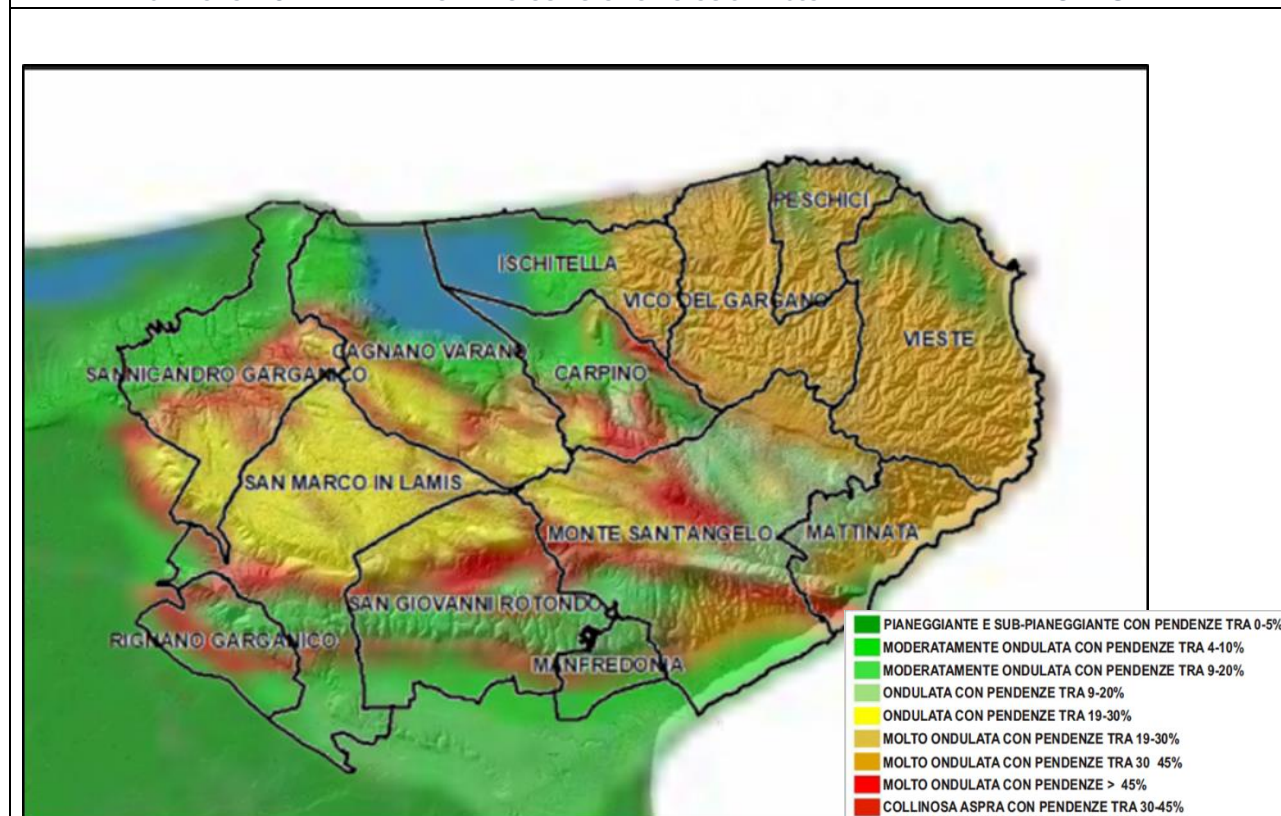 PESCHICI
ISCHITELLA
VICO DEL GARGANO
VIESTE
CAGNANO VARANO
SANNICANDRO GARGANICO
CARPINO
SAN MARCO IN LAMIS
MONTE SANTANGELO
MATTINATA
SAN GIOVANNI ROTONDO
RIGNANO GARGANICO
MANFREDONIA
PIANEGGIANTE E SUB-PIANEGGIANTE CON PENDENZE TRA 0-5%
MODERATAMENTE ONDULATA CON PENDENZE TRA 4-10%
MODERATAMENTE ONDULATA CON PENDENZE TRA 9-20%
ONDULATA CON PENDENZE TRA 9-20%
ONDULATA CON PENDENZE TRA 19-30%
MOLTO ONDULATA CON PENDENZE TRA 19-30%
MOLTO ONDULATA CON PENDENZE TRA 30 45%
MOLTO ONDULATA CON PENDENZE > 45%
COLLINOSA ASPRA CON PENDENZE TRA 30-45%